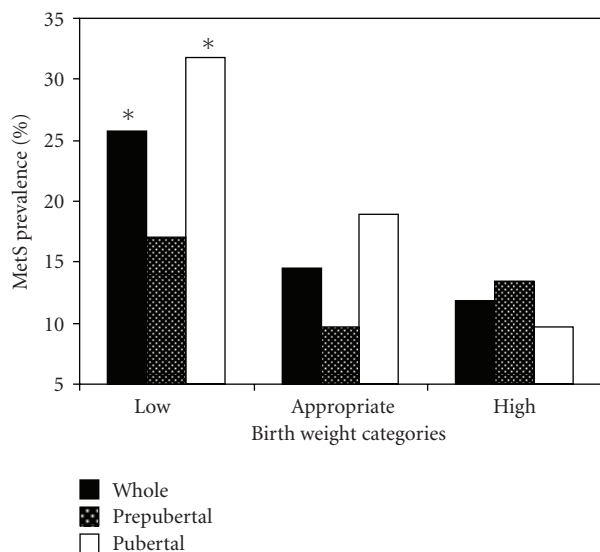 35
30
25
20
15
10
5
MetS prevalence (%)
*
*
Low
Appropriate
High
Birth weight categories
Whole
Prepubertal
Pubertal